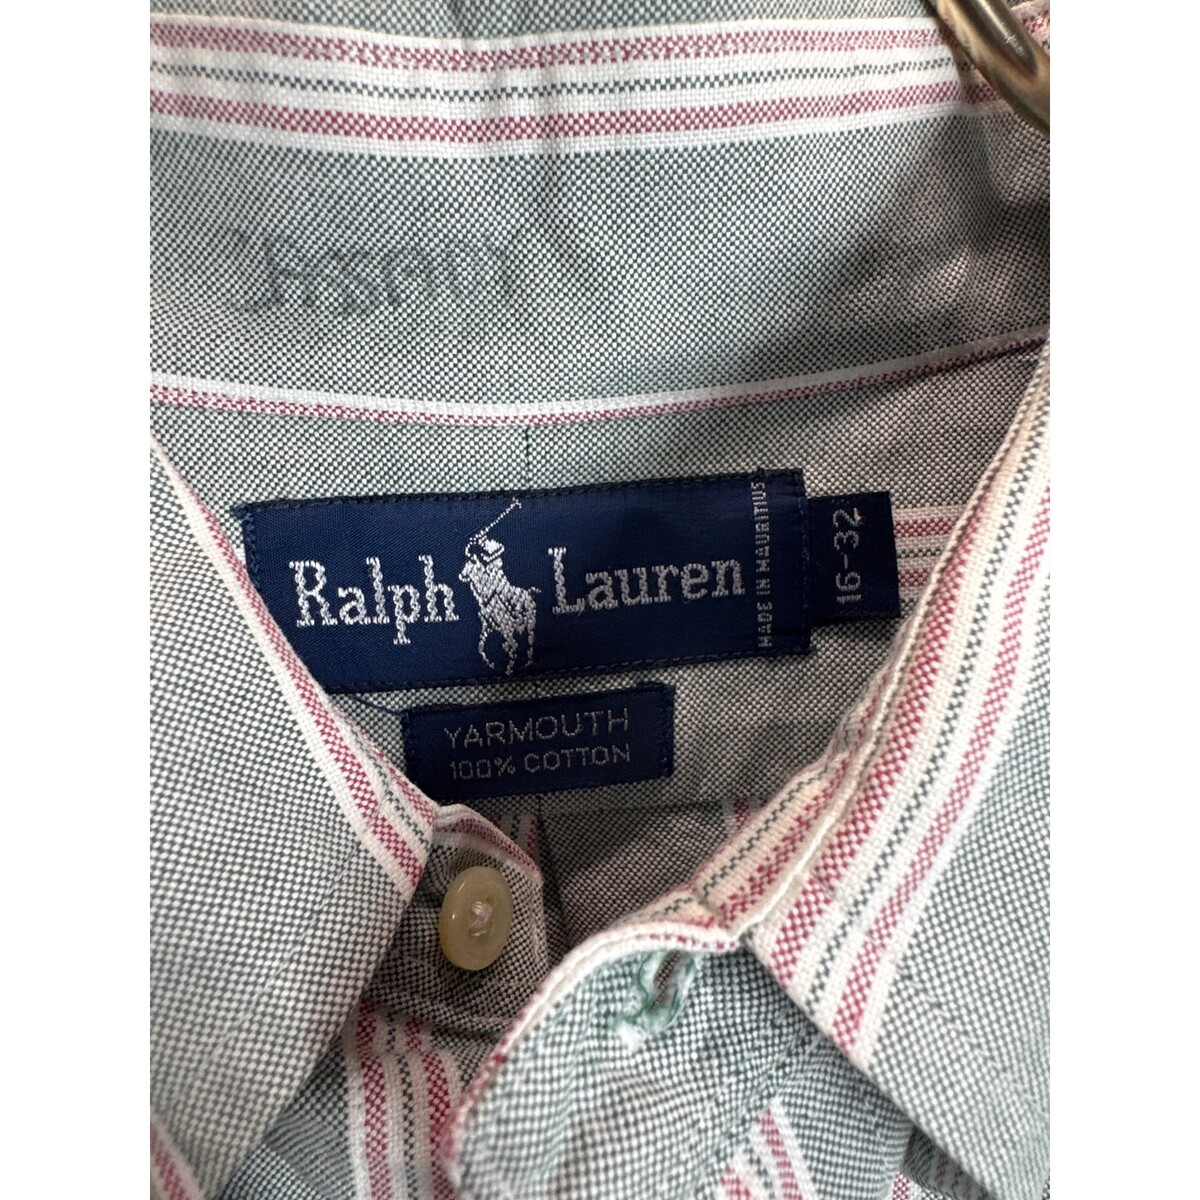 Ralph Lauren
MADE IN MAURITIUS
16-32
YARMOUTH
100% COTTON